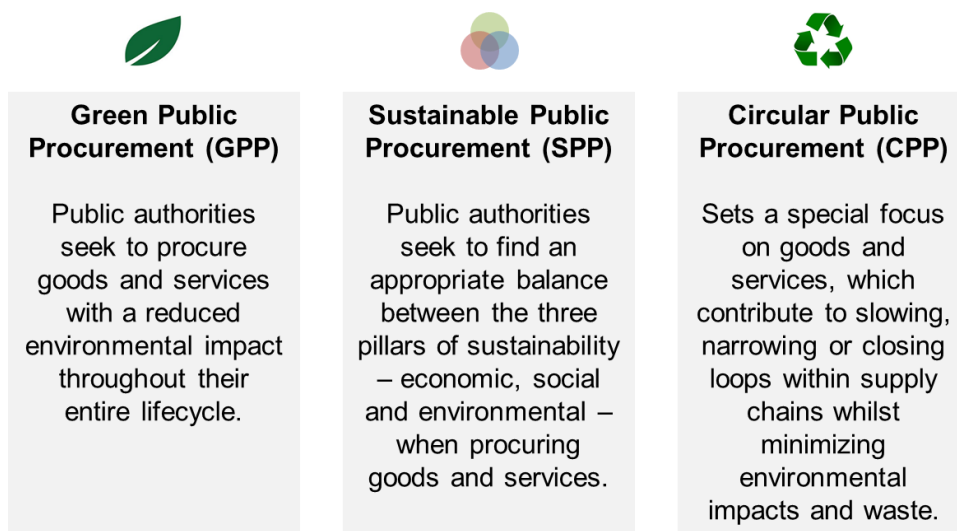 Green Public
Procurement (GPP)
Public authorities
seek to procure
goods and services
with a reduced
environmental impact
throughout their
entire lifecycle.
Sustainable Public
Procurement (SPP)
Public authorities
seek to find an
appropriate balance
between the three
pillars of sustainability
– economic, social
and environmental –
when procuring
goods and services.
Circular Public
Procurement (CPP)
Sets a special focus
on goods and
services, which
contribute to slowing,
narrowing or closing
loops within supply
chains whilst
minimizing
environmental
impacts and waste.